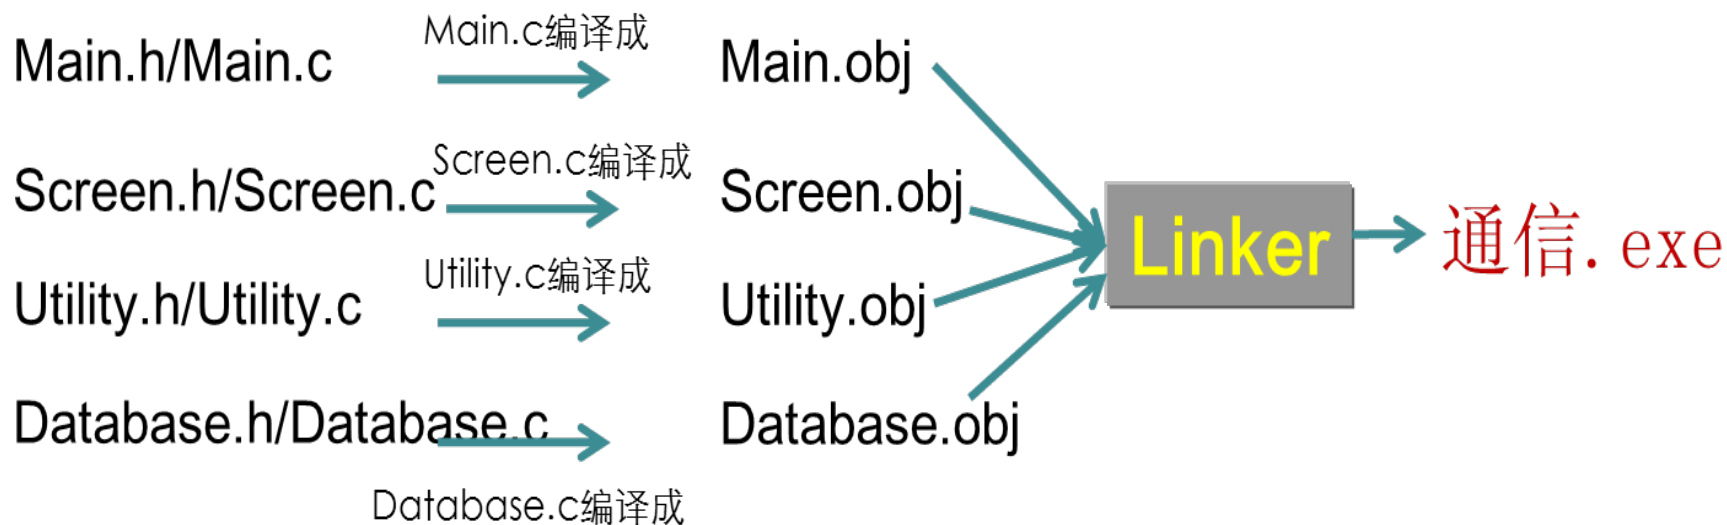 Main.h/Main.c
Main.c编译成
Main.obj
Screen.h/Screen.c
Screen.c编译成
Screen.obj
Utility.h/Utility.c
Utility.c编译成
Utility.obj
Database.h/Database.c
Database.c编译成
Database.obj
Linker
通信.exe